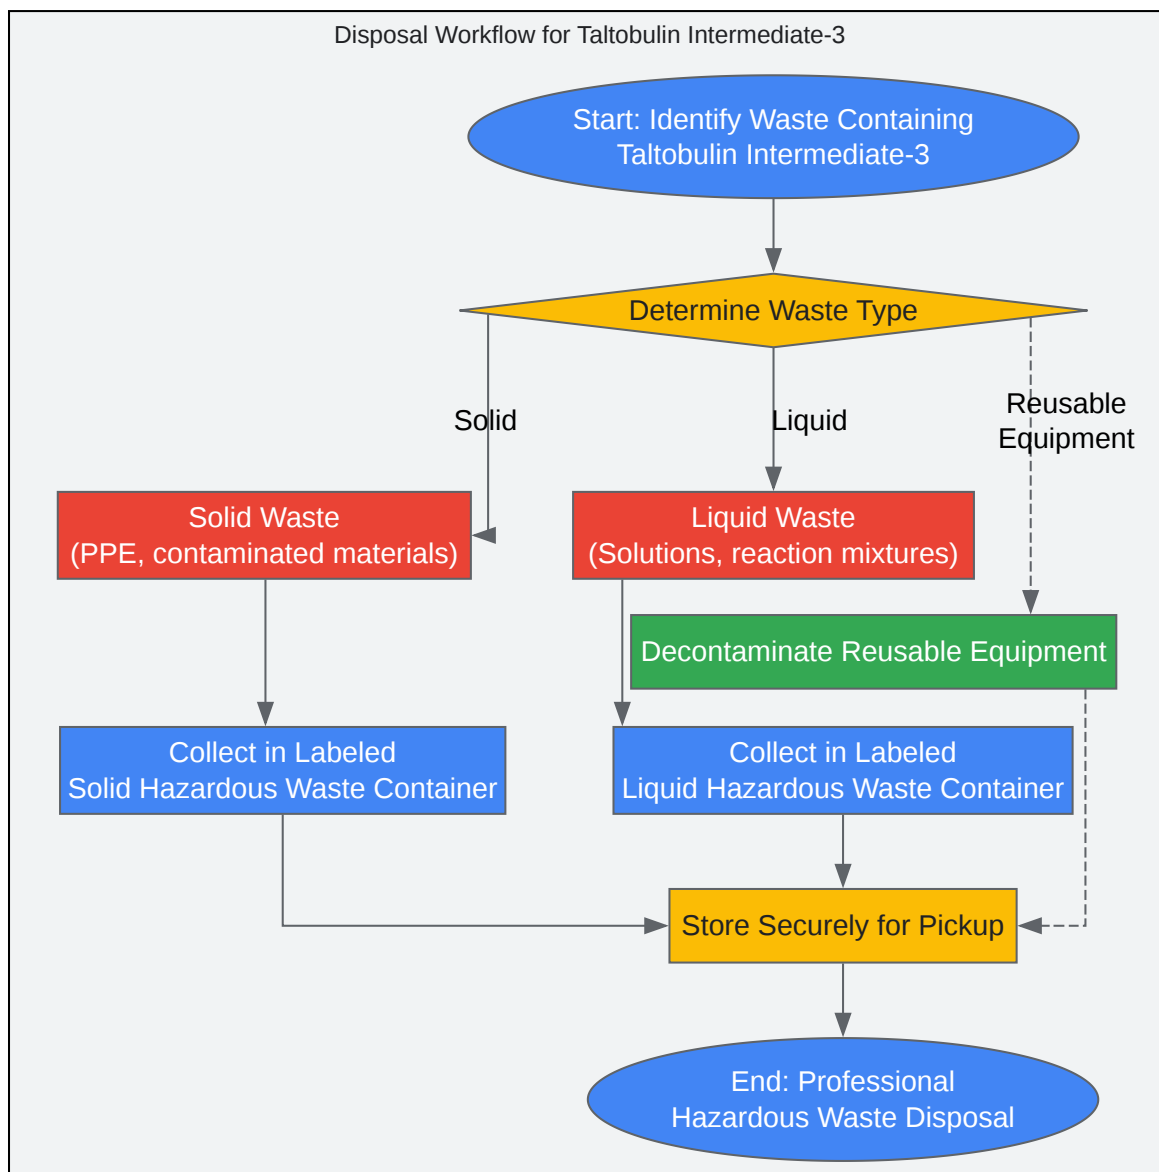 Disposal Workflow for Taltobulin Intermediate-3
Start: Identify Waste Containing
Taltobulin Intermediate-3
Determine Waste Type
Solid
Liquid
Reusable
Equipment
Solid Waste
(PPE, contaminated materials)
Liquid Waste
(Solutions, reaction mixtures)
Decontaminate Reusable Equipment
Collect in Labeled
Solid Hazardous Waste Container
Collect in Labeled
Liquid Hazardous Waste Container
Store Securely for Pickup
End: Professional
Hazardous Waste Disposal